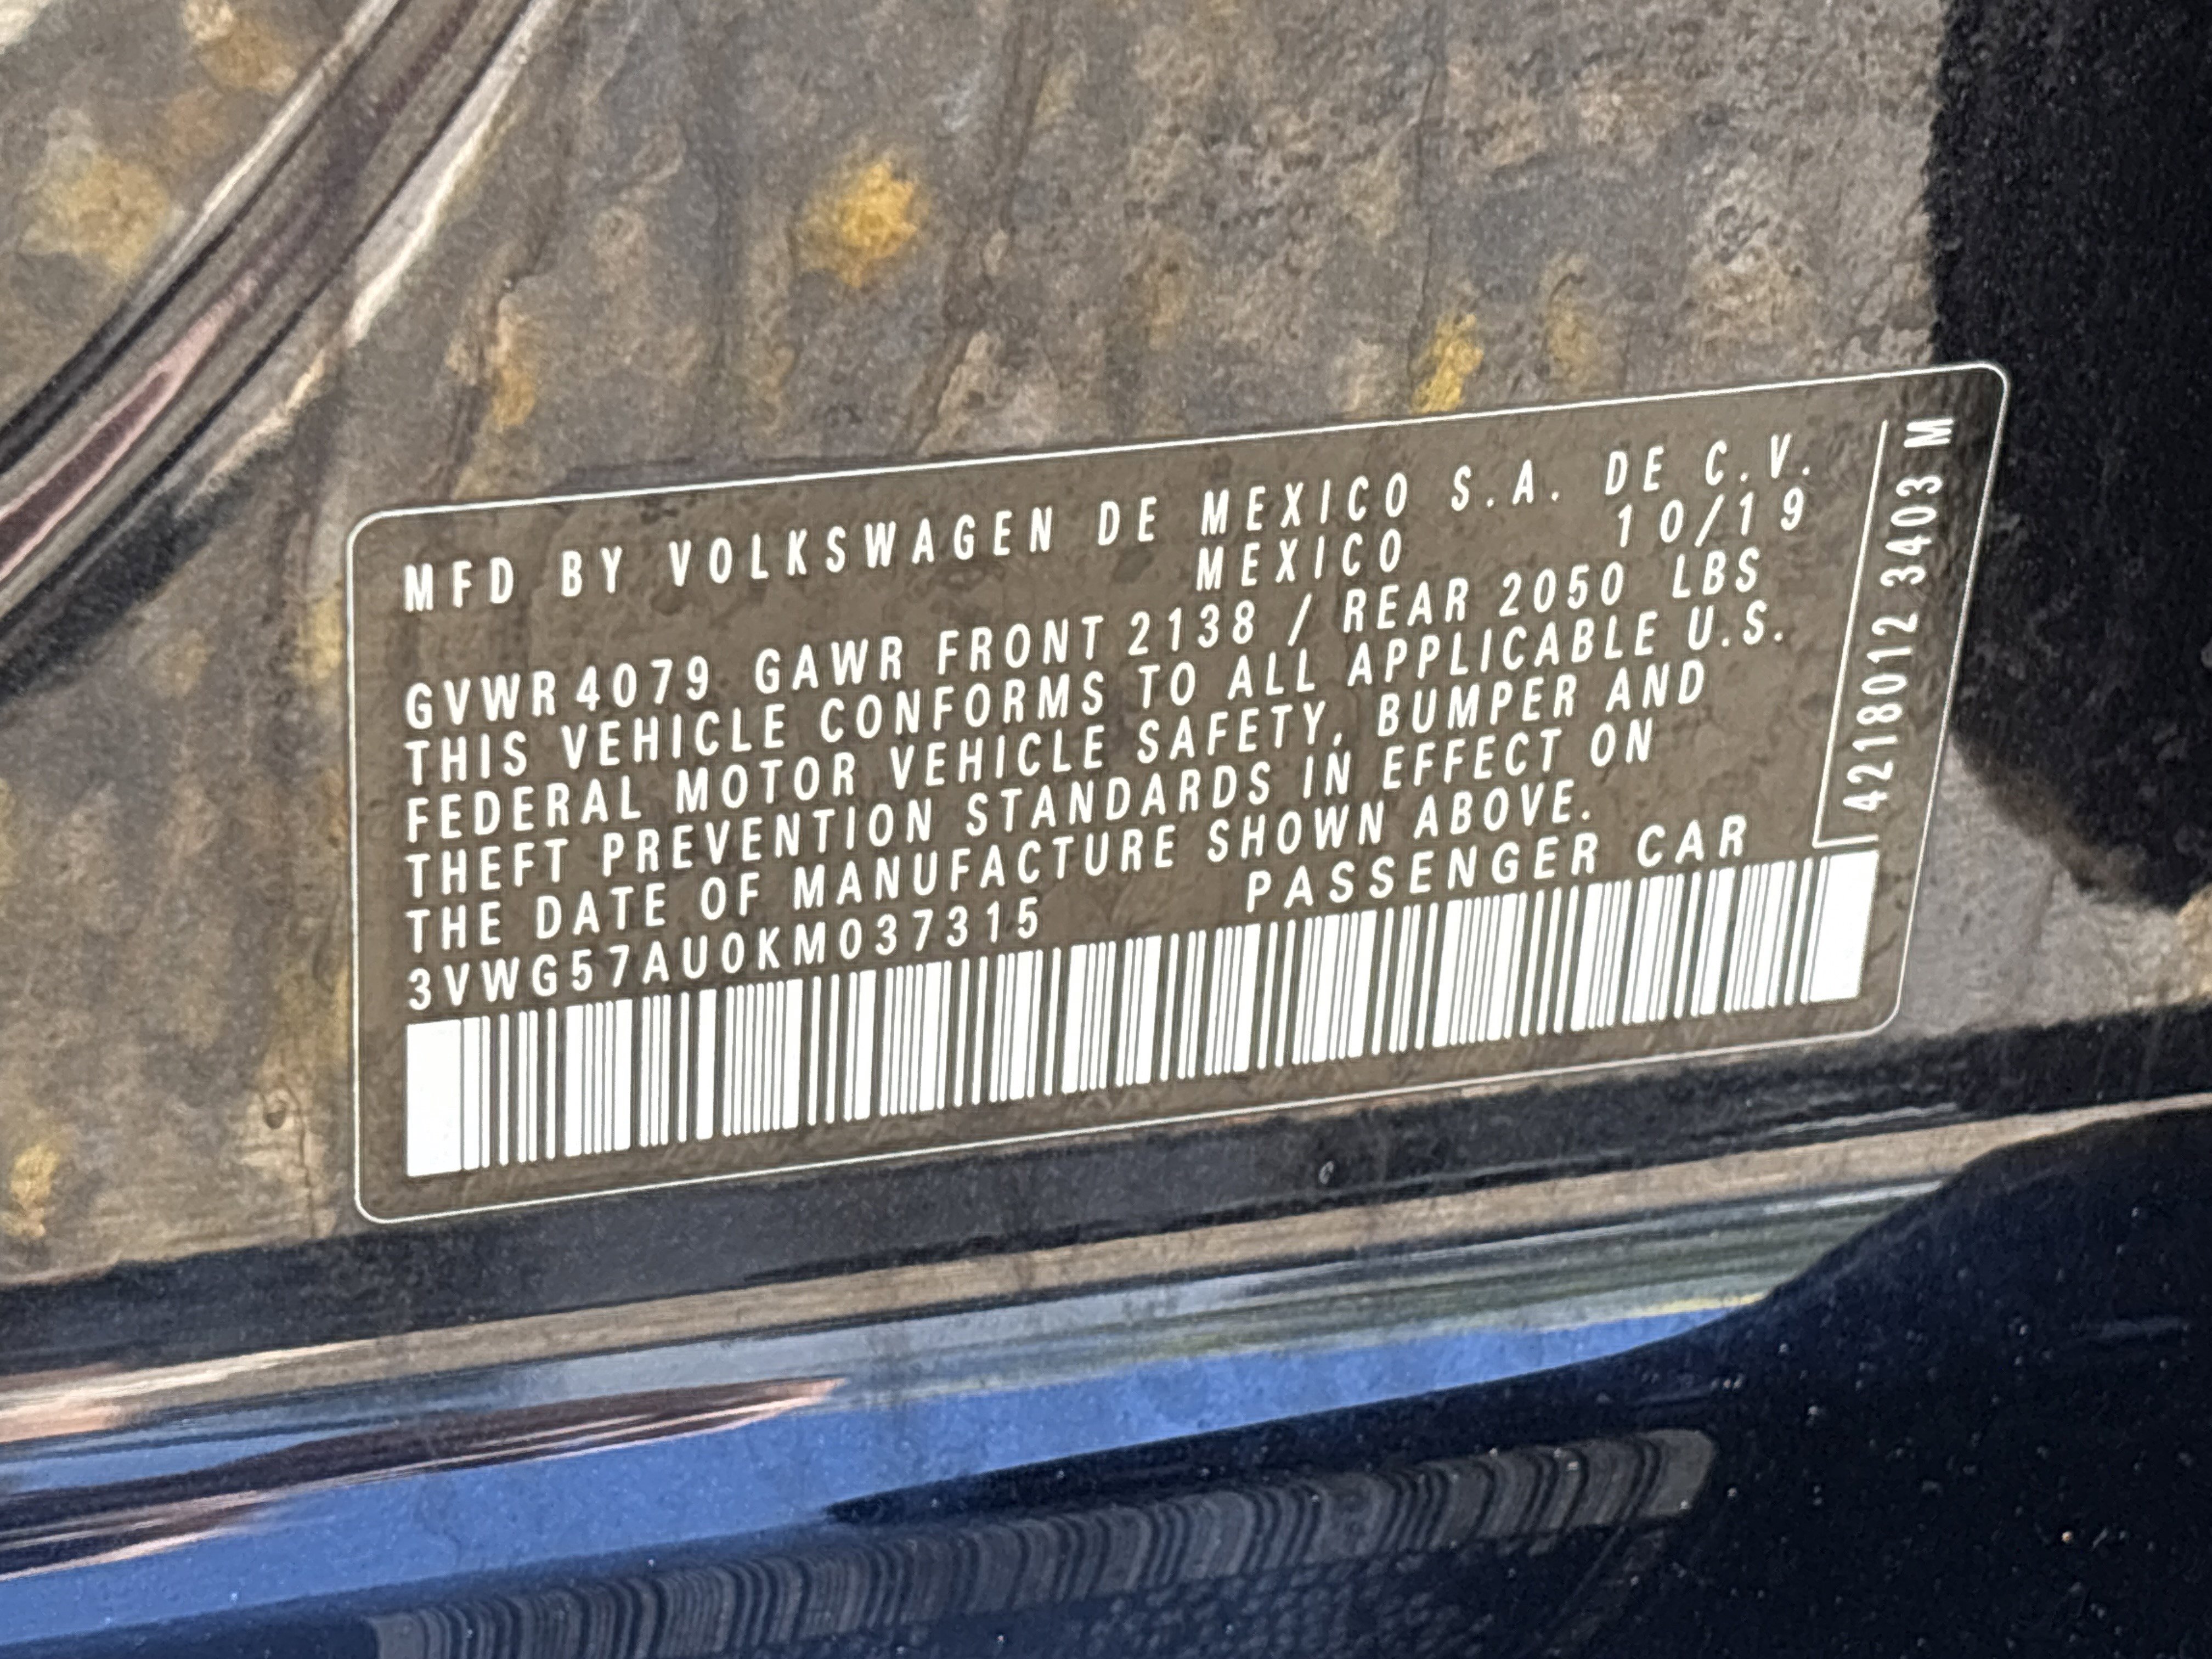 MFD BY VOLKSWAGEN DE MEXICO S.A. DE C.V.
MEXICO 10/19
GVWR 4079 GAWR FRONT 2138 / REAR 2050 LBS
THIS VEHICLE CONFORMS TO ALL APPLICABLE U.S.
FEDERAL MOTOR VEHICLE SAFETY, BUMPER AND
THEFT PREVENTION STANDARDS IN EFFECT ON
THE DATE OF MANUFACTURE SHOWN ABOVE.
3VWG57AU0KM037315 PASSENGER CAR
4218012 3403 M